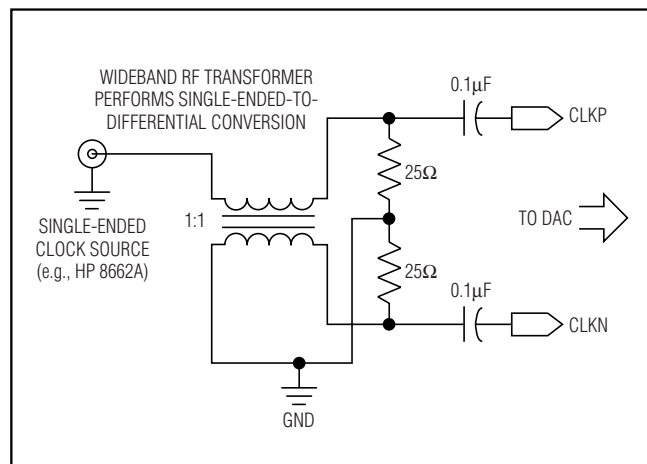 WIDEBAND RF TRANSFORMER
PERFORMS SINGLE-ENDED-TO-
DIFFERENTIAL CONVERSION
0.1μF
CLKP
25Ω
1:1
TO DAC
SINGLE-ENDED
CLOCK SOURCE
(e.g., HP 8662A)
25Ω
0.1μF
CLKN
GND